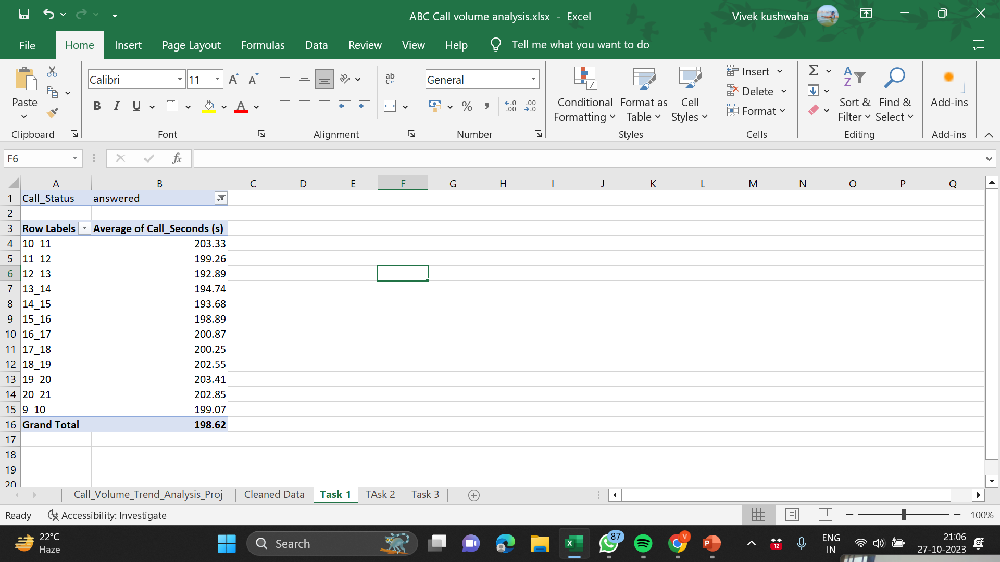 ABC Call volume analysis.xlsx - Excel
Vivek kushwaha
File Home Insert Page Layout Formulas Data Review View Help Tell me what you want to do
Paste
Clipboard
Calibri 11
B I U A
Font
ab
Alignment
General
% , .00
Number
Conditional Formatting
Format as Table
Cell Styles
Styles
Insert
Delete
Format
Cells
Sort & Filter
Find & Select
Editing
Add-ins
Add-ins
F6 fx
A B C D E F G H I J K L M N O P Q
1 Call_Status answered
2
3 Row Labels Average of Call_Seconds (s)
4 10_11 203.33
5 11_12 199.26
6 12_13 192.89
7 13_14 194.74
8 14_15 193.68
9 15_16 198.89
10 16_17 200.87
11 17_18 200.25
12 18_19 202.55
13 19_20 203.41
14 20_21 202.85
15 9_10 199.07
16 Grand Total 198.62
17
18
19
20
Call_Volume_Trend_Analysis_Proj Cleaned Data Task 1 TAsk 2 Task 3
Ready Accessibility: Investigate 100%
22°C
Haze
Search
87
V
12
ENG
IN
21:06
27-10-2023